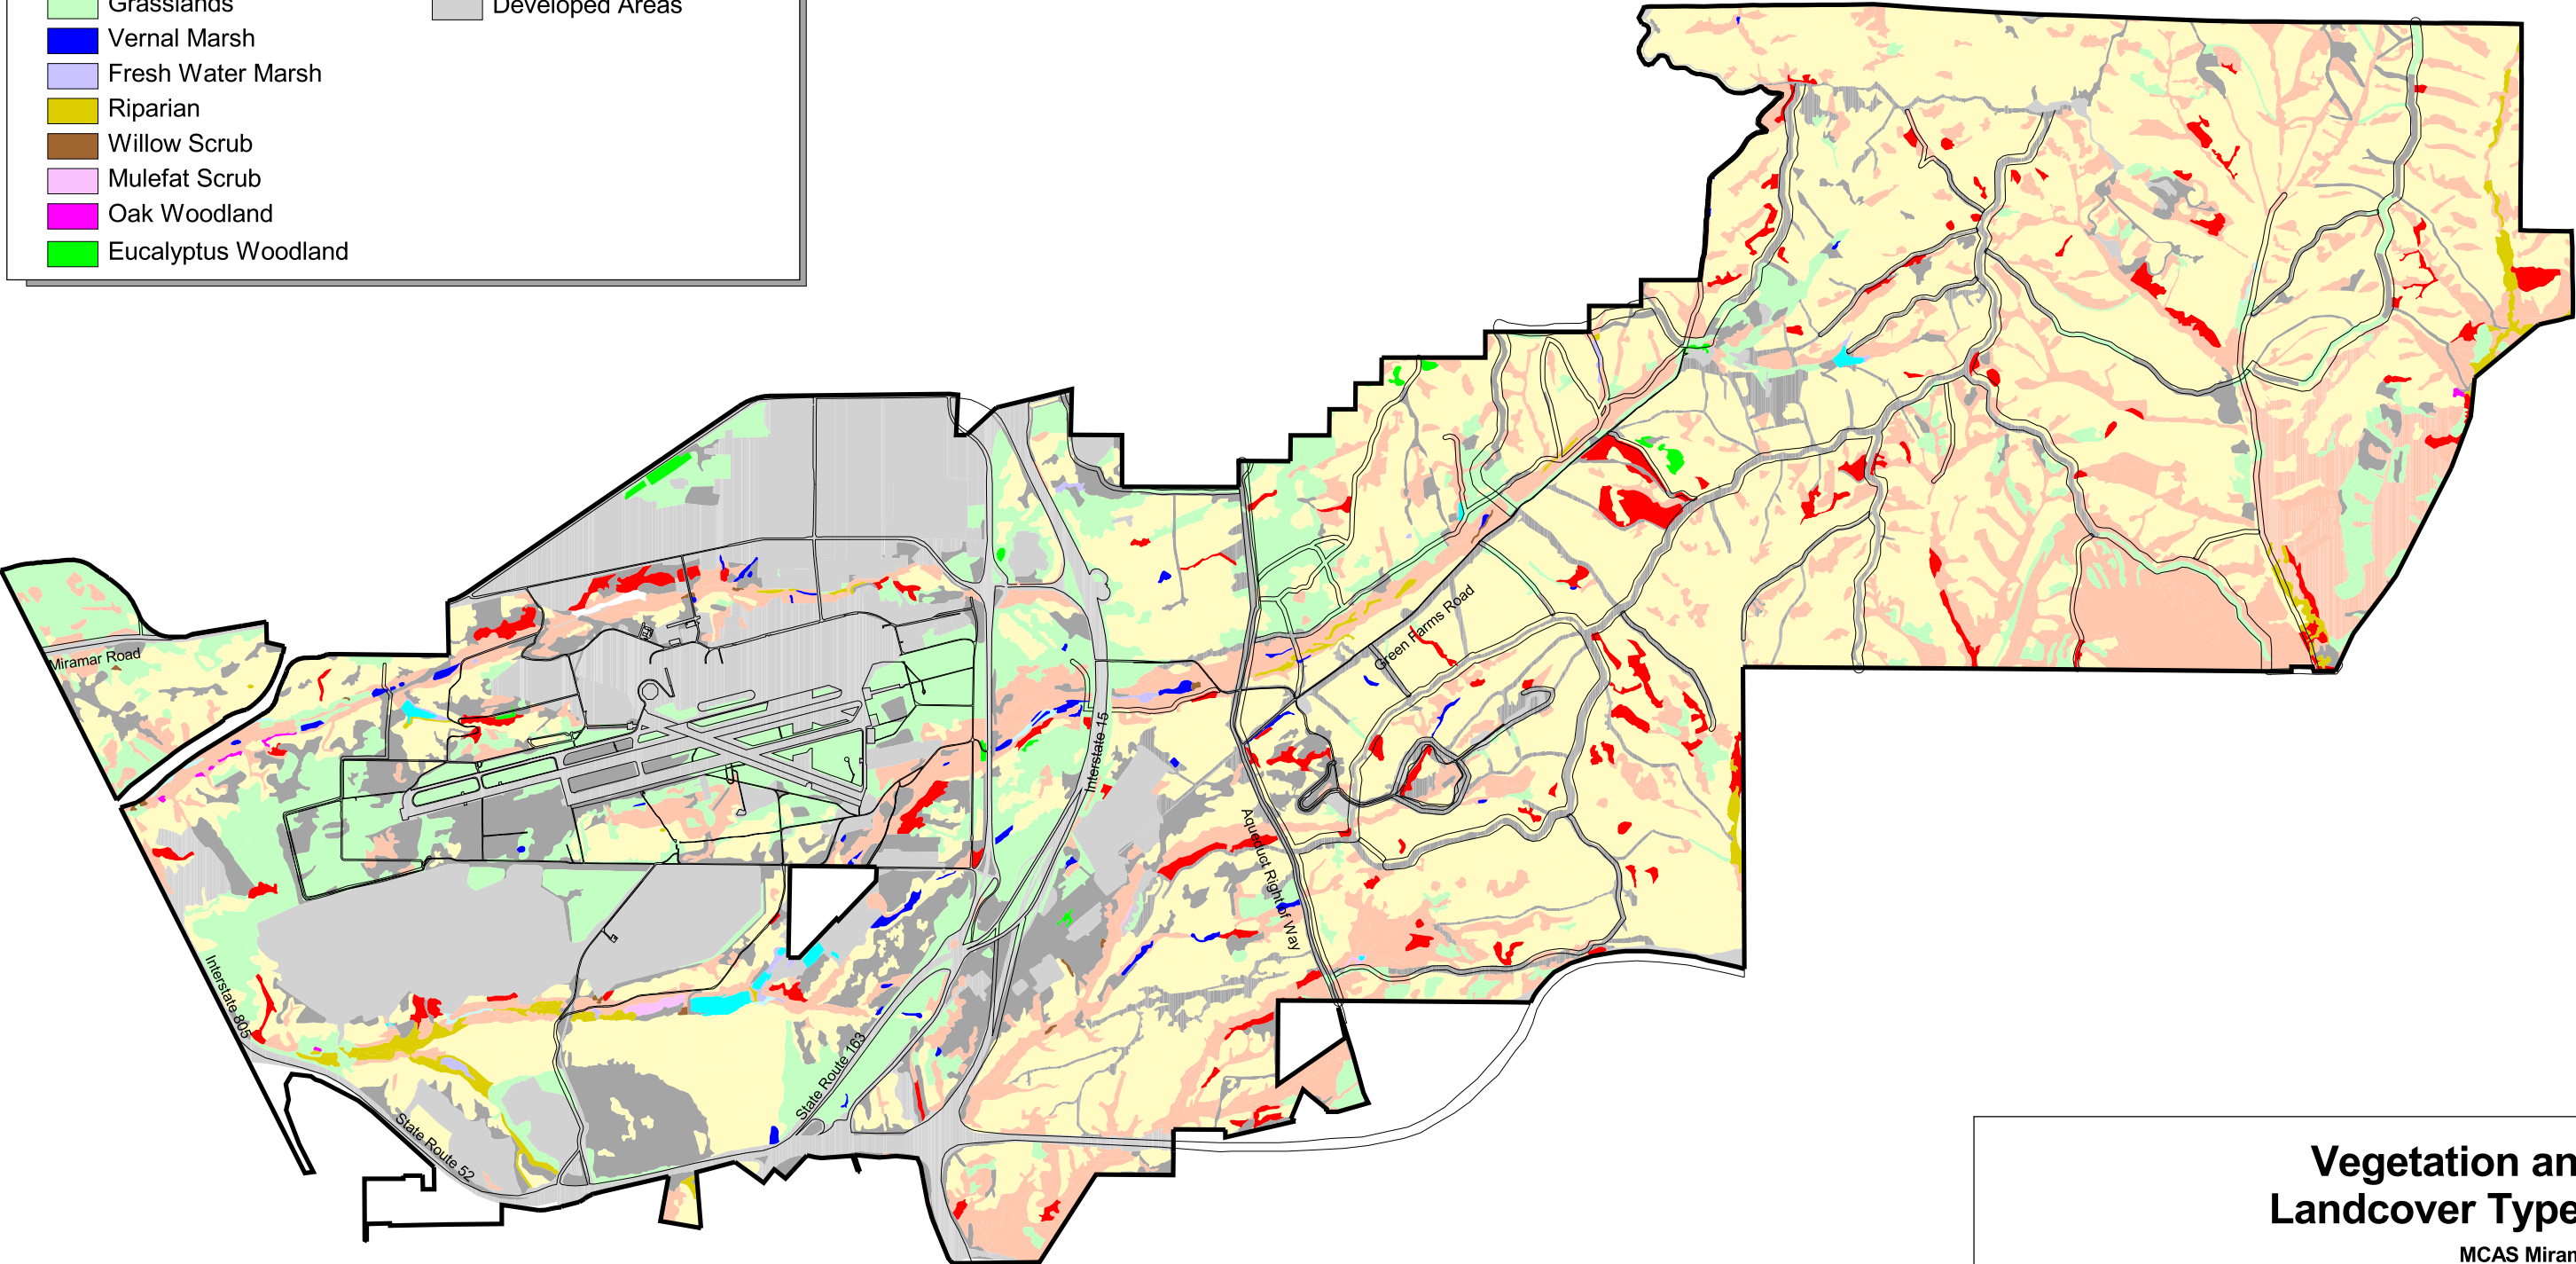 Grasslands
Developed Areas
Vernal Marsh
Fresh Water Marsh
Riparian
Willow Scrub
Mulefat Scrub
Oak Woodland
Eucalyptus Woodland
Miramar Road
Green Farms Road
Interstate 15
Aqueduct Right of Way
Interstate 805
State Route 163
State Route 52
Vegetation an
Landcover Type
MCAS Miram